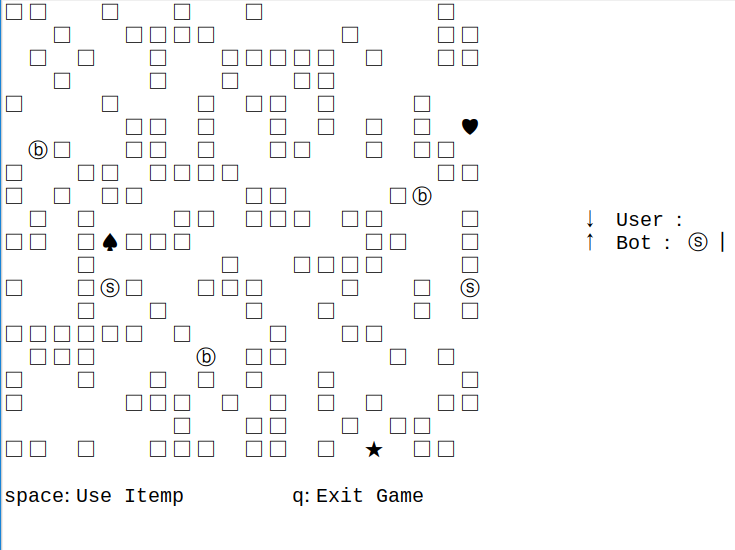 ⓑ
ⓑ
↓ User :
↑ Bot : ⓢ |
ⓢ ⓢ
ⓑ
space: Use Itemp q: Exit Game